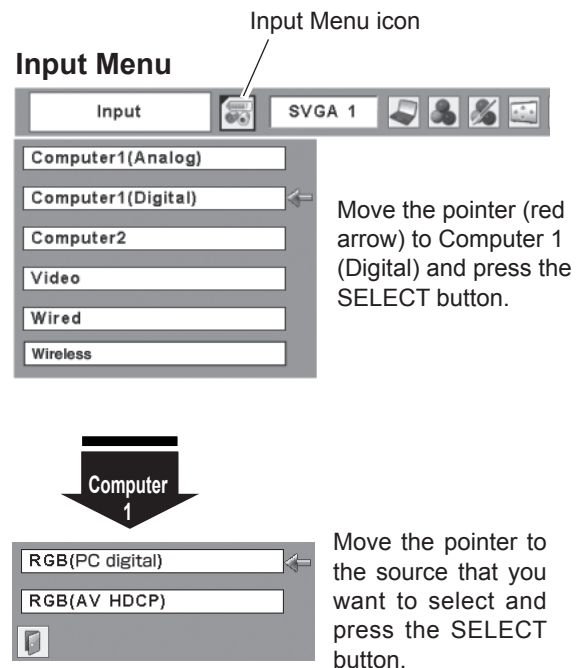 Input Menu icon
Input Menu
Input
SVGA 1
Computer1(Analog)
Computer1(Digital)
Computer2
Video
Wired
Wireless
Move the pointer (red
arrow) to Computer 1
(Digital) and press the
SELECT button.
Computer
1
RGB(PC digital)
RGB(AV HDCP)
Move the pointer to
the source that you
want to select and
press the SELECT
button.